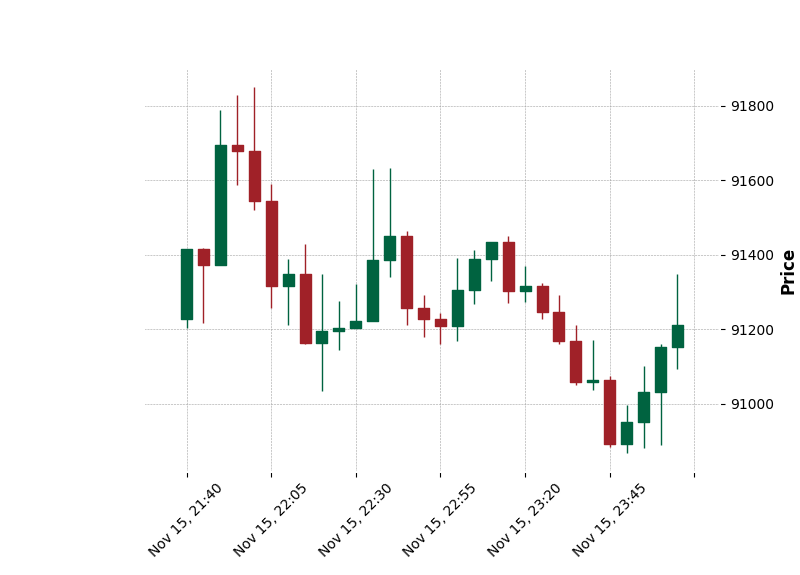 91800
91600
91400
91200
91000
Price
Nov 15, 21:40
Nov 15, 22:05
Nov 15, 22:30
Nov 15, 22:55
Nov 15, 23:20
Nov 15, 23:45